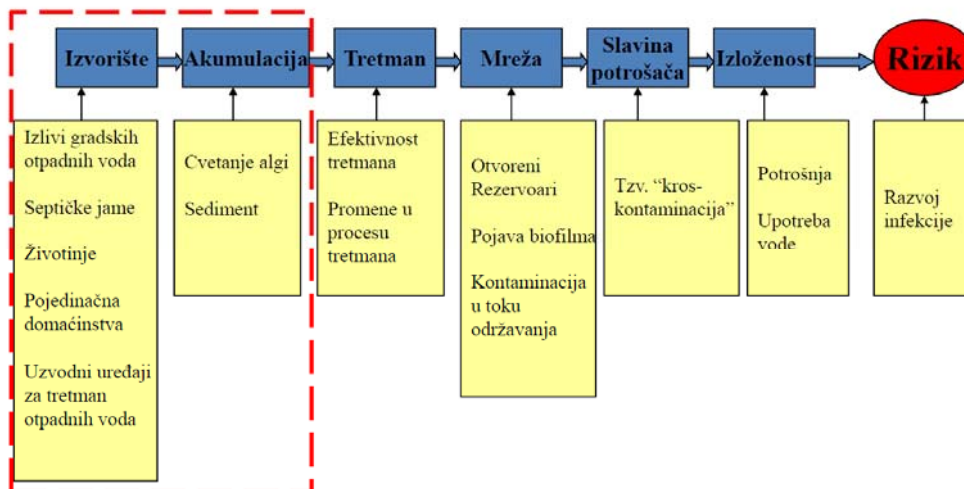 Izvorište
Akumulacija
Tretman
Mreža
Slavina
potrošača
Izloženost
Rizik
Izlivi gradskih
otpadnih voda
Septičke jame
Životinje
Pojedinačna
domaćinstva
Uzvodni uređaji
za tretman
otpadnih voda
Cvetanje algi
Sediment
Efektivnost
tretmana
Promene u
procesu
tretmana
Otvoreni
Rezervoari
Pojava biofilma
Kontaminacija
u toku
održavanja
Tzv. “kros-
kontaminacija”
Potrošnja
Upotreba
vode
Razvoj
infekcije